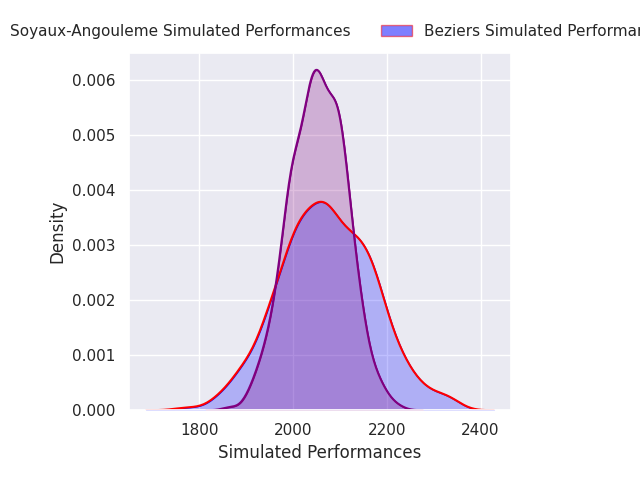 Soyaux-Angouleme Simulated Performances
Beziers Simulated
0.006
0.005
0.004
0.003
0.002
0.001
0.000
Density
1800 2000 2200 2400
Simulated Performances